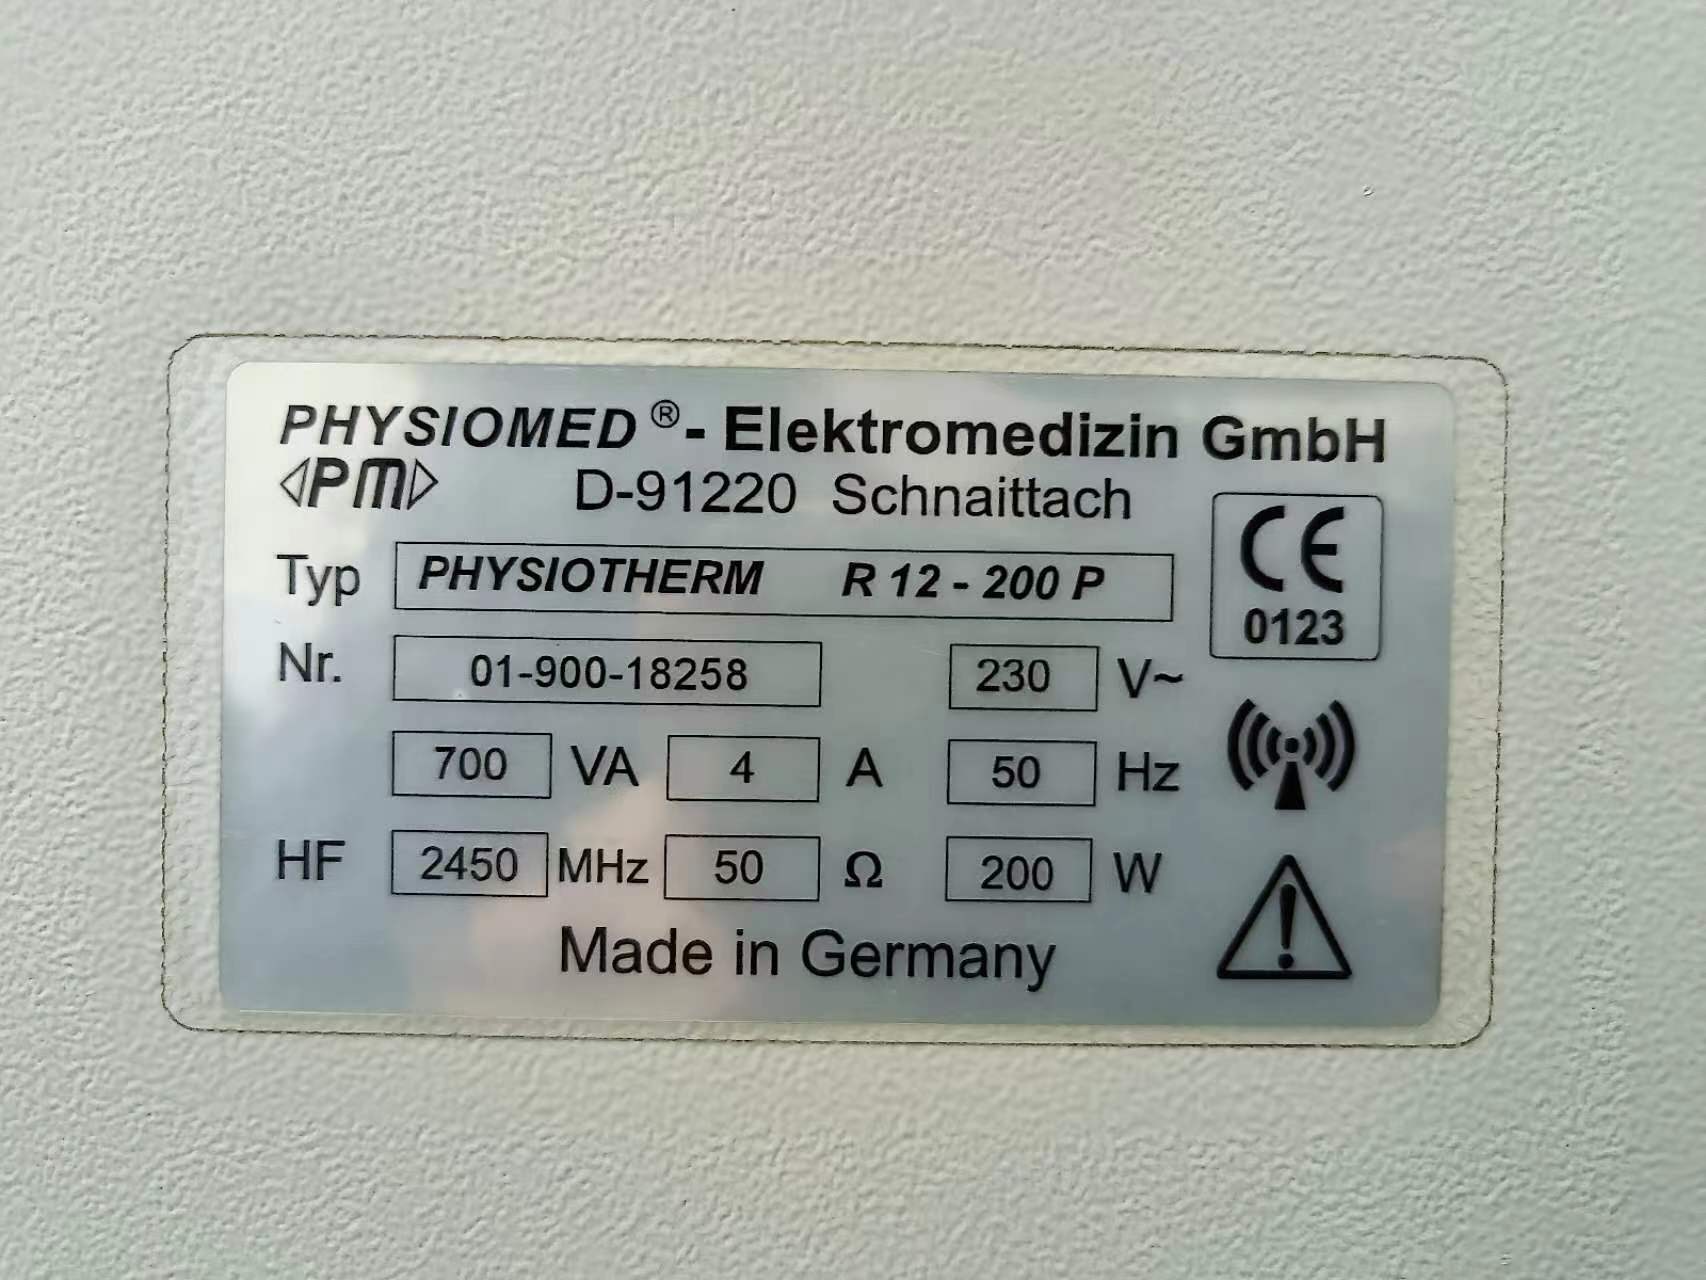 PHYSIOMED®- Elektromedizin GmbH
PM D-91220 Schnaittach
CE
Typ PHYSIOTHERM R 12 - 200 P
0123
Nr. 01-900-18258 230 V~
700 VA 4 A 50 Hz
HF 2450 MHz 50 Ω 200 W
Made in Germany